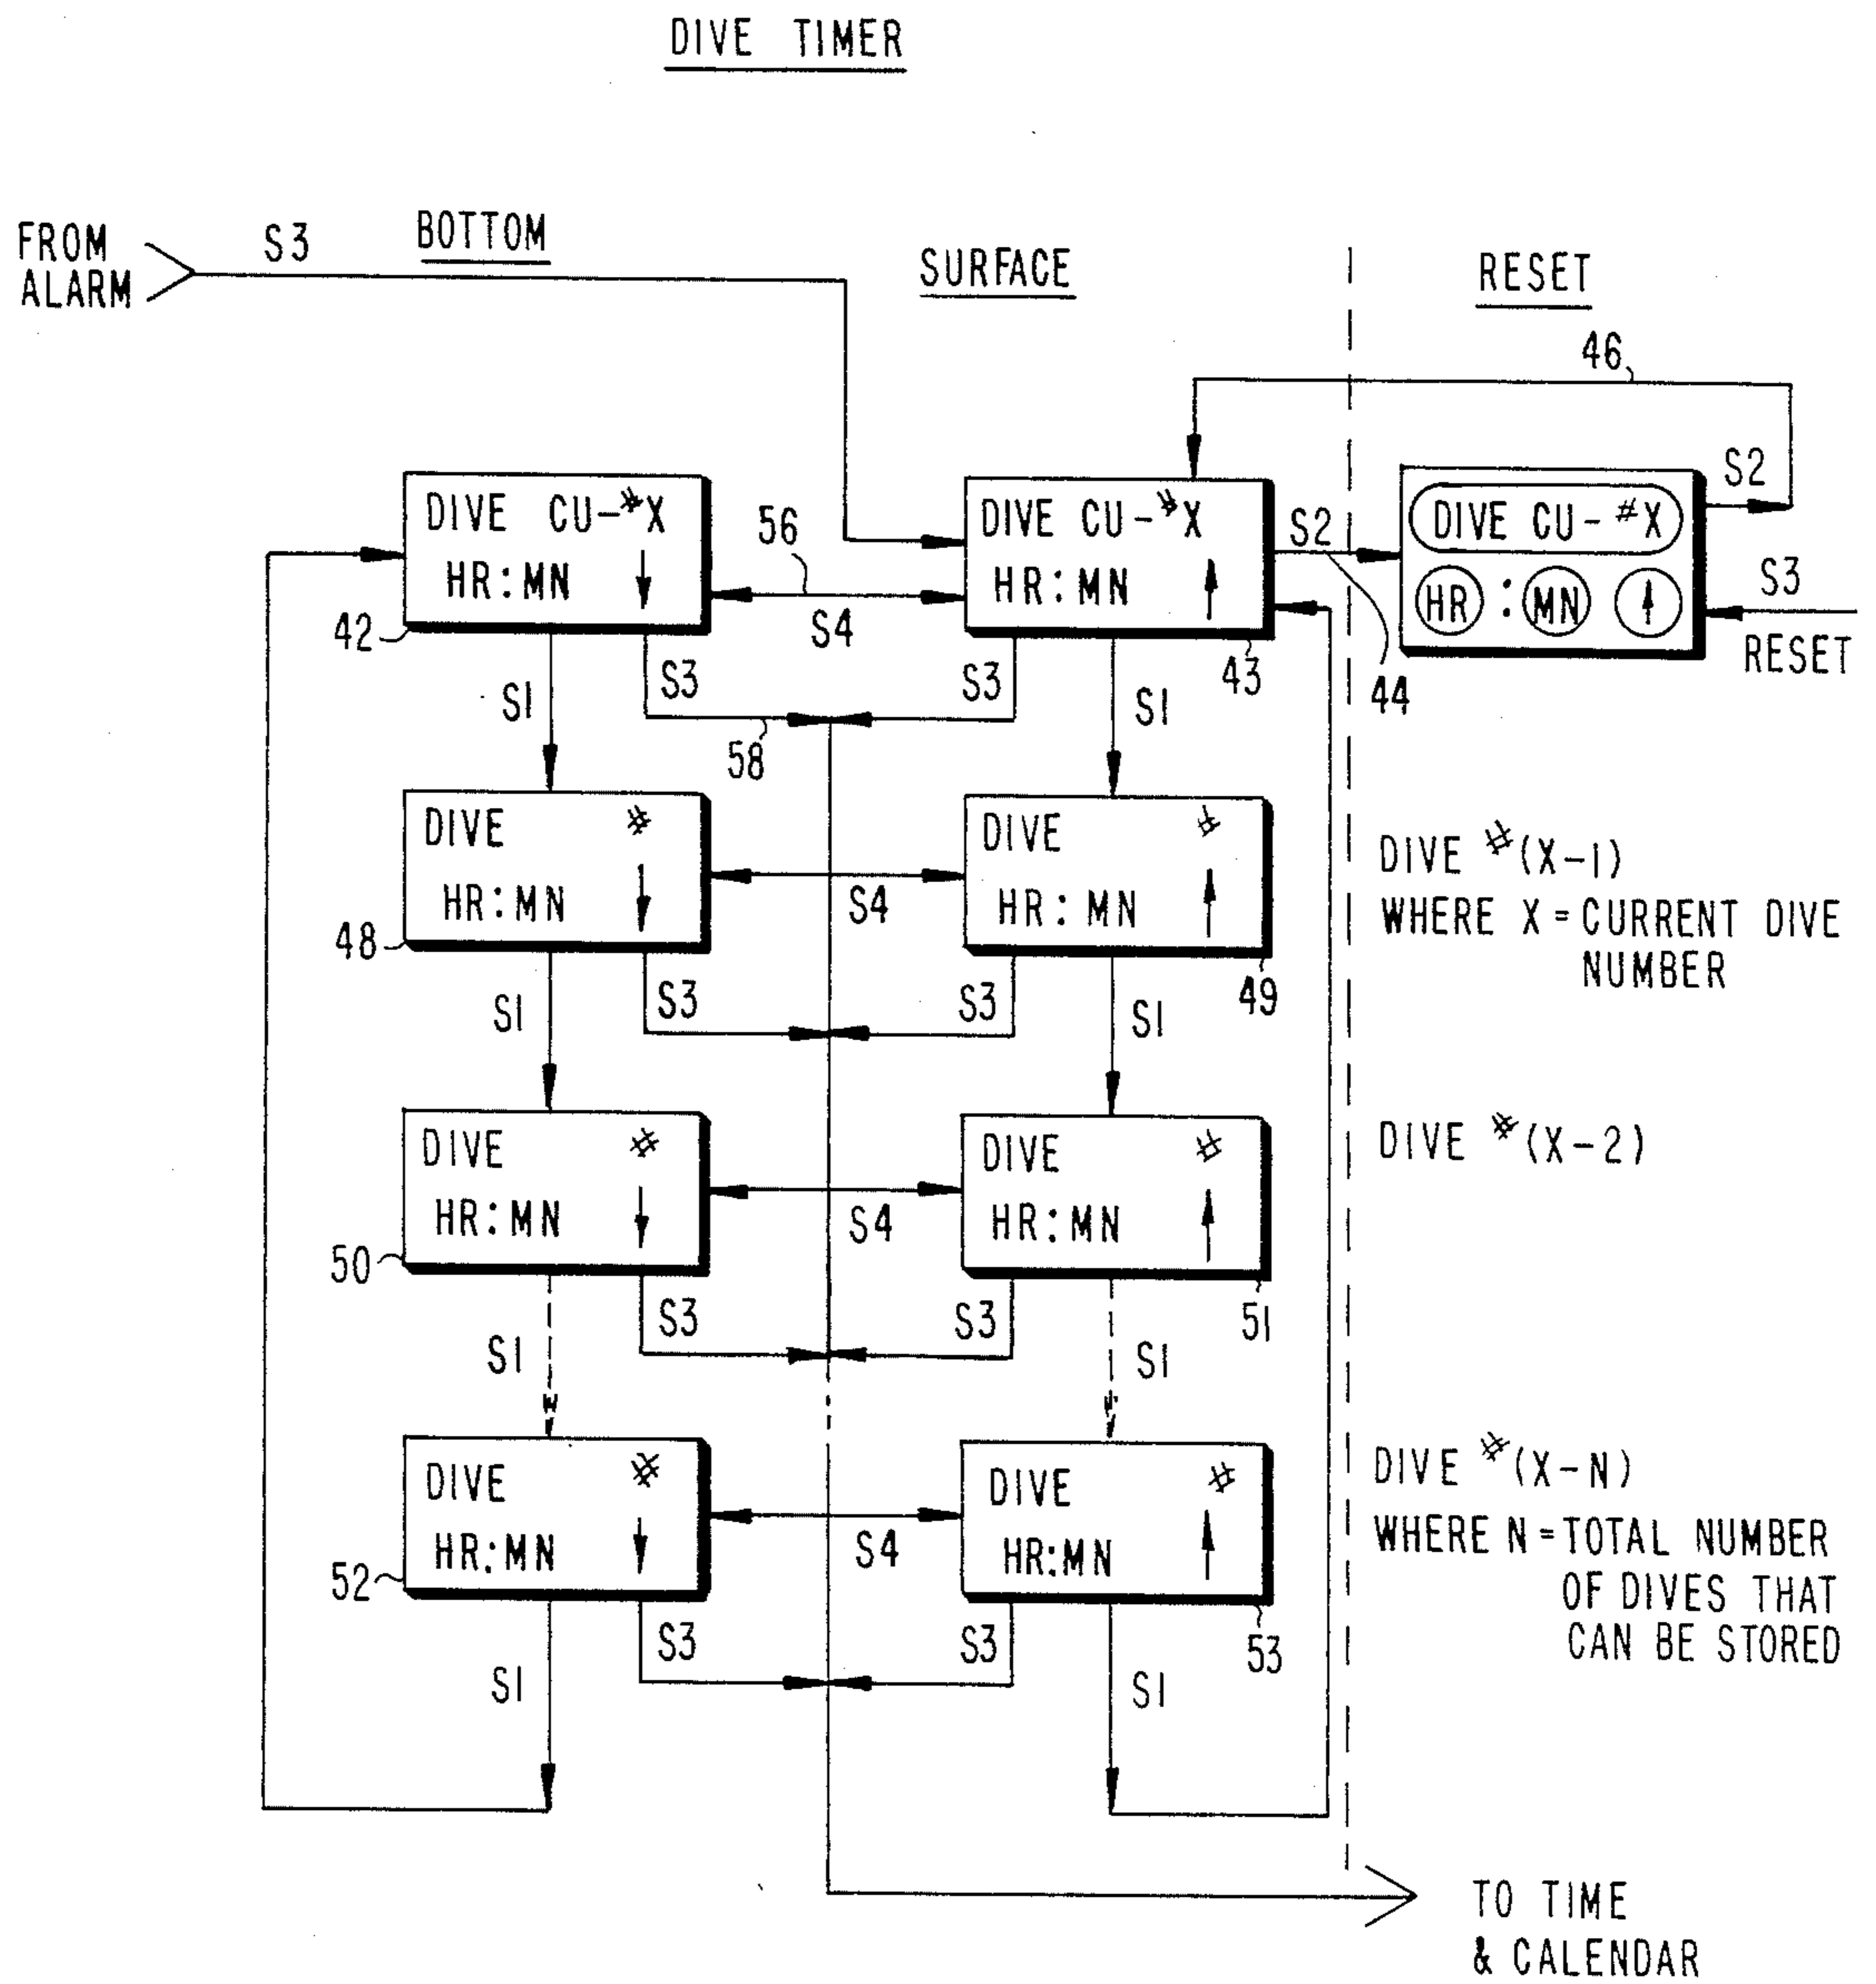 DIVE TIMER
FROM
ALARM
S3
BOTTOM
SURFACE
RESET
46
DIVE CU-#X
HR:MN ↓
42
56
S4
DIVE CU-#X
HR:MN ↑
43
S2
44
DIVE CU-#X
HR : MN ↑
S2
S3
RESET
S1
S3
58
S3
S1
DIVE #
HR:MN ↓
48
S4
DIVE #
HR:MN ↑
49
DIVE #(X-1)
WHERE X=CURRENT DIVE
NUMBER
S1
S3
S3
S1
DIVE #
HR:MN ↓
50
S4
DIVE #
HR:MN ↑
51
DIVE #(X-2)
S1
S3
S3
S1
DIVE #
HR:MN ↓
52
S4
DIVE #
HR:MN ↑
53
DIVE #(X-N)
WHERE N=TOTAL NUMBER
OF DIVES THAT
CAN BE STORED
S1
S3
S3
S1
TO TIME
& CALENDAR